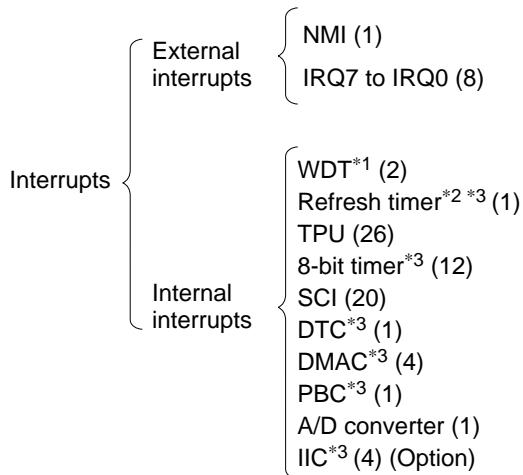 Interrupts
External
interrupts
NMI (1)
IRQ7 to IRQ0 (8)
Internal
interrupts
WDT*1 (2)
Refresh timer*2 *3 (1)
TPU (26)
8-bit timer*3 (12)
SCI (20)
DTC*3 (1)
DMAC*3 (4)
PBC*3 (1)
A/D converter (1)
IIC*3 (4) (Option)